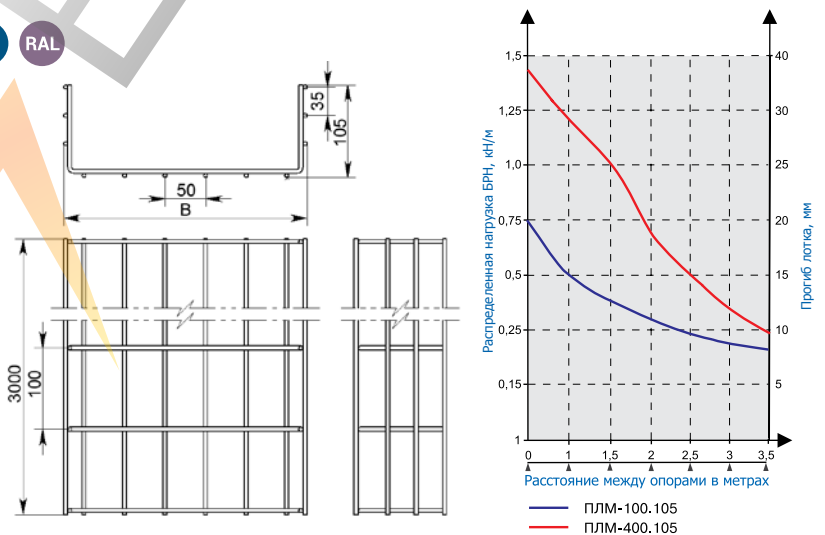 RAL
35
105
50
B
3000
100
Распределенная нагрузка БРН, кН/м
1,5
1,25
1,0
0,75
0,5
0,25
0,15
1
40
30
25
20
15
10
5
Прогиб лотка, мм
0 1 1,5 2 2,5 3 3,5
Расстояние между опорами в метрах
ПЛМ-100.105
ПЛМ-400.105